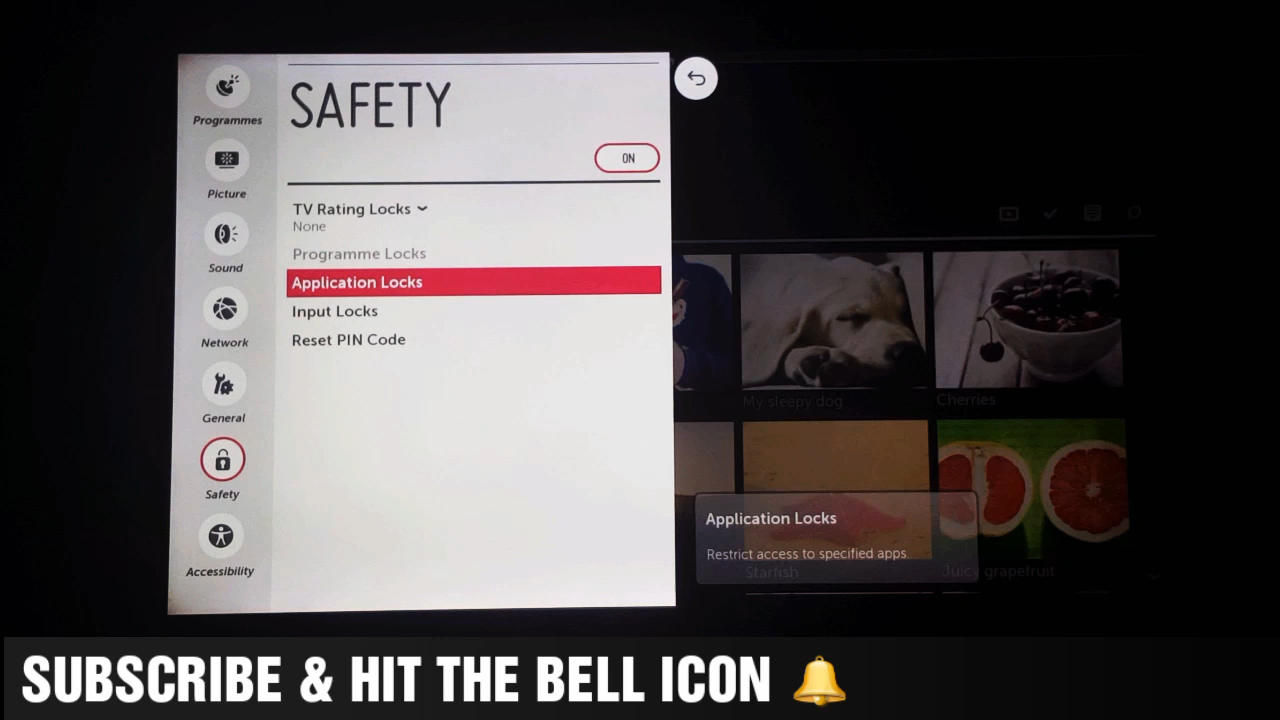 Programmes
Picture
Sound
Network
General
Safety
Accessibility
SAFETY
ON
TV Rating Locks
None
Programme Locks
Application Locks
Input Locks
Reset PIN Code
My sleepy dog
Cherries
Application Locks
Restrict access to specified apps.
Starfish
Juicy grapefruit
SUBSCRIBE & HIT THE BELL ICON 🔔